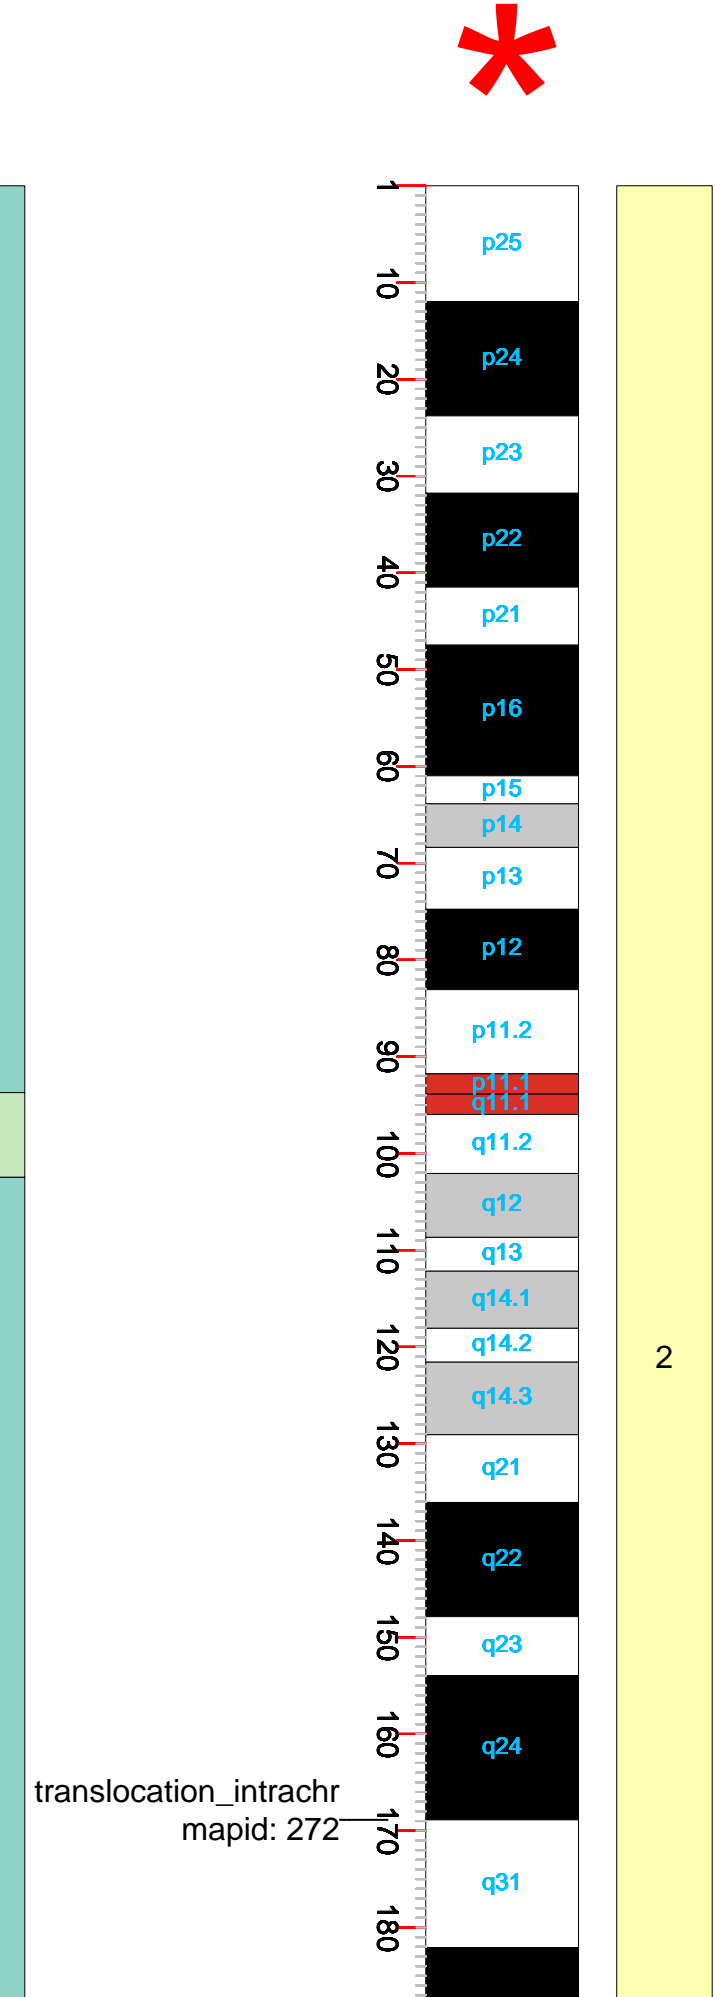 *
1
p25
10
p24
20
p23
30
p22
40
p21
50
p16
60
p15
p14
70
p13
p12
80
p11.2
90
p11.1
q11.1
q11.2
100
q12
110
q13
q14.1
q14.2
120
2
q14.3
130
q21
140
q22
150
q23
160
q24
translocation_intrachr
mapid: 272
170
q31
180